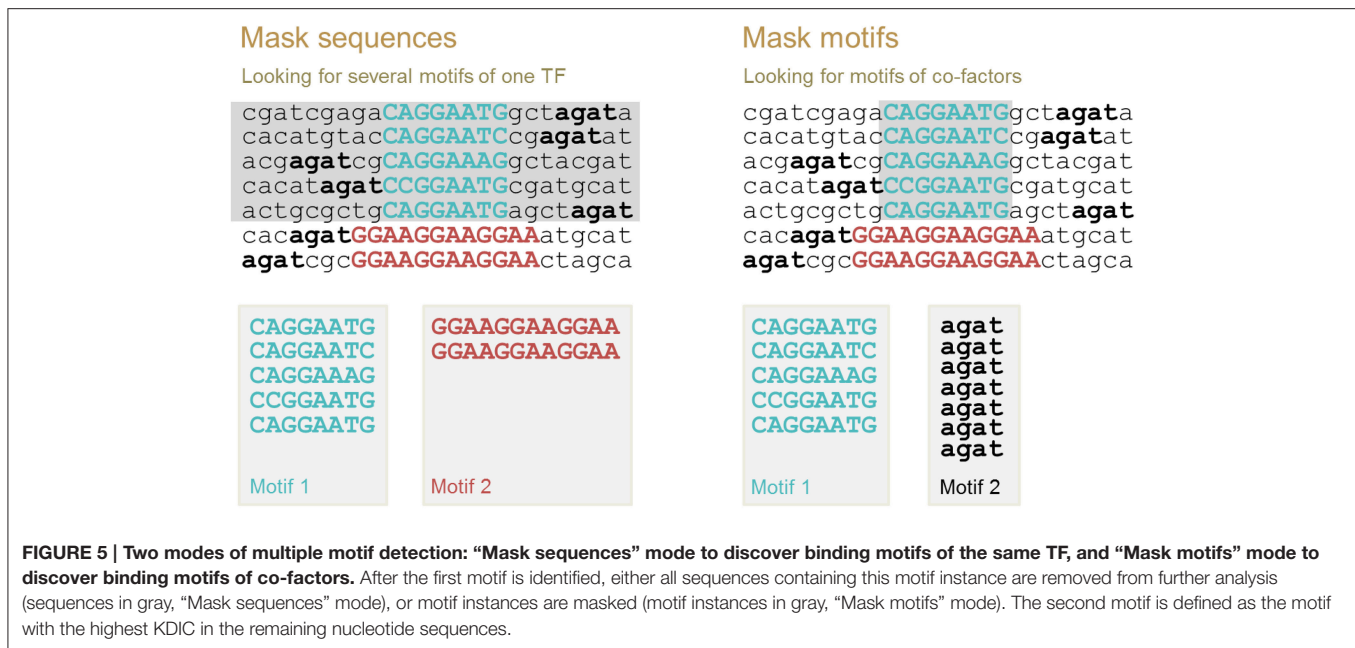 Mask sequences
Looking for several motifs of one TF
cgatcgagaCAGGAATGgctagata
cacatgtacCAGGAATCcgagatat
acgagatcgCAGGAAAGgctacgat
cacatagatCCGGAATGcgatgcat
actgcgctgCAGGAATGagctagat
cacagatGGAAGGAAGGAAatgcat
agatcgcGGAAGGAAGGAActagca
CAGGAATG
CAGGAATC
CAGGAAAG
CCGGAATG
CAGGAATG
Motif 1
GGAAGGAAGGAA
GGAAGGAAGGAA
Motif 2
Mask motifs
Looking for motifs of co-factors
cgatcgagaCAGGAATGgctagata
cacatgtacCAGGAATCcgagatat
acgagatcgCAGGAAAGgctacgat
cacatagatCCGGAATGcgatgcat
actgcgctgCAGGAATGagctagat
cacagatGGAAGGAAGGAAatgcat
agatcgcGGAAGGAAGGAActagca
CAGGAATG
CAGGAATC
CAGGAAAG
CCGGAATG
CAGGAATG
Motif 1
agat
agat
agat
agat
agat
agat
agat
Motif 2
FIGURE 5 | Two modes of multiple motif detection: “Mask sequences” mode to discover binding motifs of the same TF, and “Mask motifs” mode to
discover binding motifs of co-factors. After the first motif is identified, either all sequences containing this motif instance are removed from further analysis
(sequences in gray, “Mask sequences” mode), or motif instances are masked (motif instances in gray, “Mask motifs” mode). The second motif is defined as the motif
with the highest KDIC in the remaining nucleotide sequences.